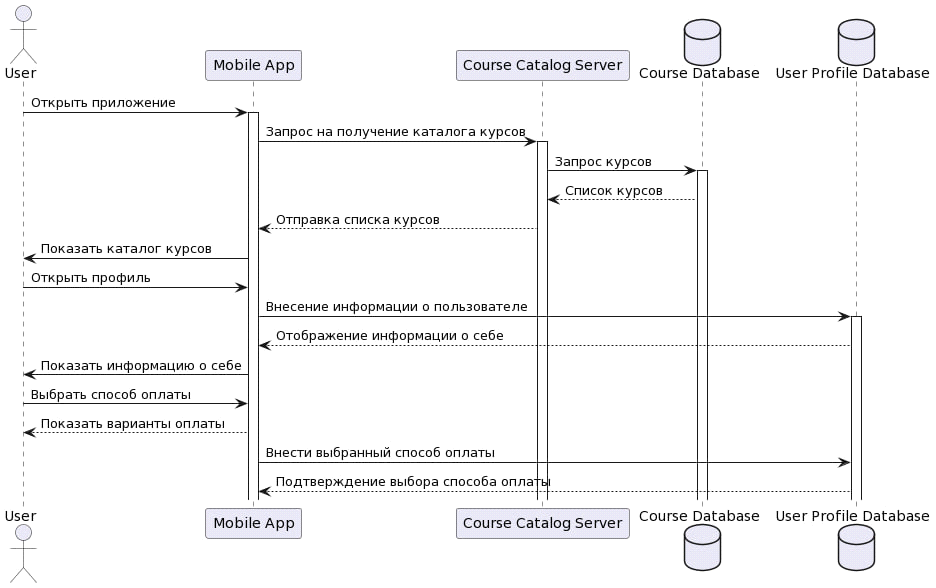 User
Mobile App
Course Catalog Server
Course Database
User Profile Database
Открыть приложение
Запрос на получение каталога курсов
Запрос курсов
Список курсов
Отправка списка курсов
Показать каталог курсов
Открыть профиль
Внесение информации о пользователе
Отображение информации о себе
Показать информацию о себе
Выбрать способ оплаты
Показать варианты оплаты
Внести выбранный способ оплаты
Подтверждение выбора способа оплаты
User
Mobile App
Course Catalog Server
Course Database
User Profile Database